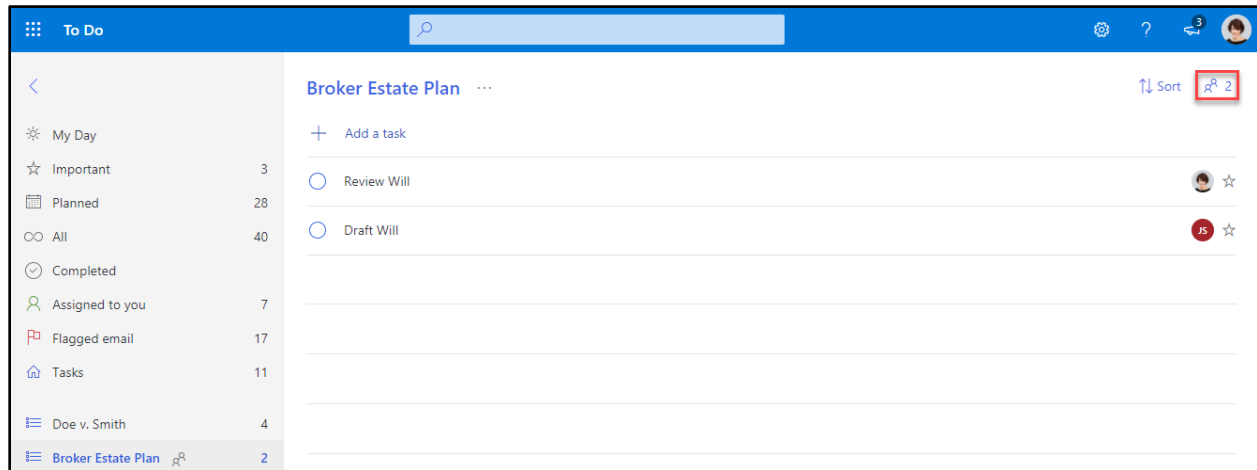 To Do
3
Broker Estate Plan ...
Sort 2
My Day
Add a task
Important 3
Review Will
Planned 28
Draft Will
JS
All 40
Completed
Assigned to you 7
Flagged email 17
Tasks 11
Doe v. Smith 4
Broker Estate Plan 2